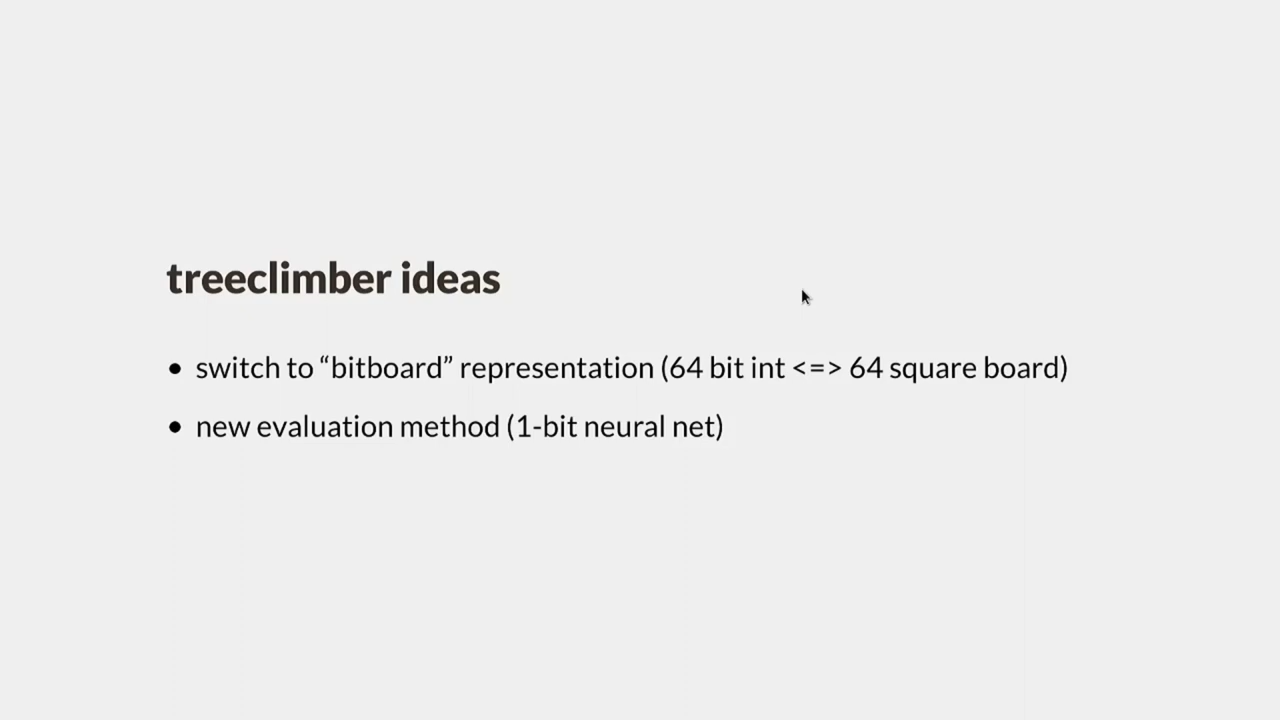 treeclimber ideas
• switch to “bitboard” representation (64 bit int <=> 64 square board)
• new evaluation method (1-bit neural net)